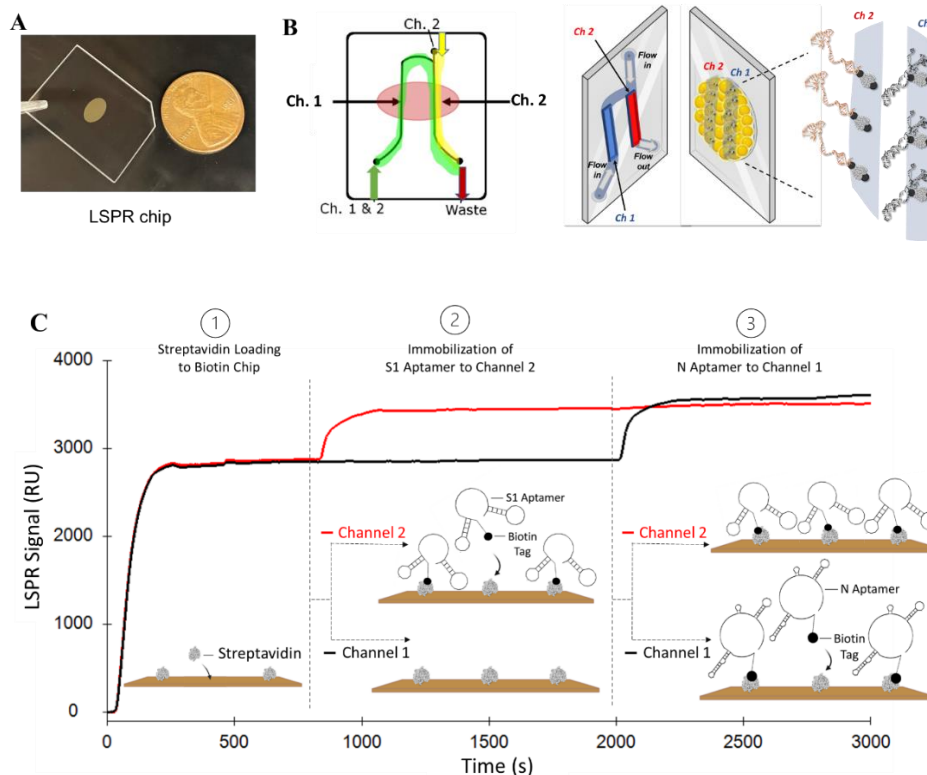 A
LSPR chip
B
Ch. 2
Ch. 1
Ch. 2
Ch. 1 & 2
Waste
Ch 2
Flow
in
Flow
in
Flow
out
Ch 1
Ch 2
Ch 1
Ch 2
C
1
Streptavidin Loading
to Biotin Chip
2
Immobilization of
S1 Aptamer to Channel 2
3
Immobilization of
N Aptamer to Channel 1
LSPR Signal (RU)
4000
3000
2000
1000
0
S1 Aptamer
Biotin
Tag
Channel 2
Channel 1
Streptavidin
Channel 2
N Aptamer
Biotin
Tag
Channel 1
0
500
1000
1500
2000
2500
3000
Time (s)